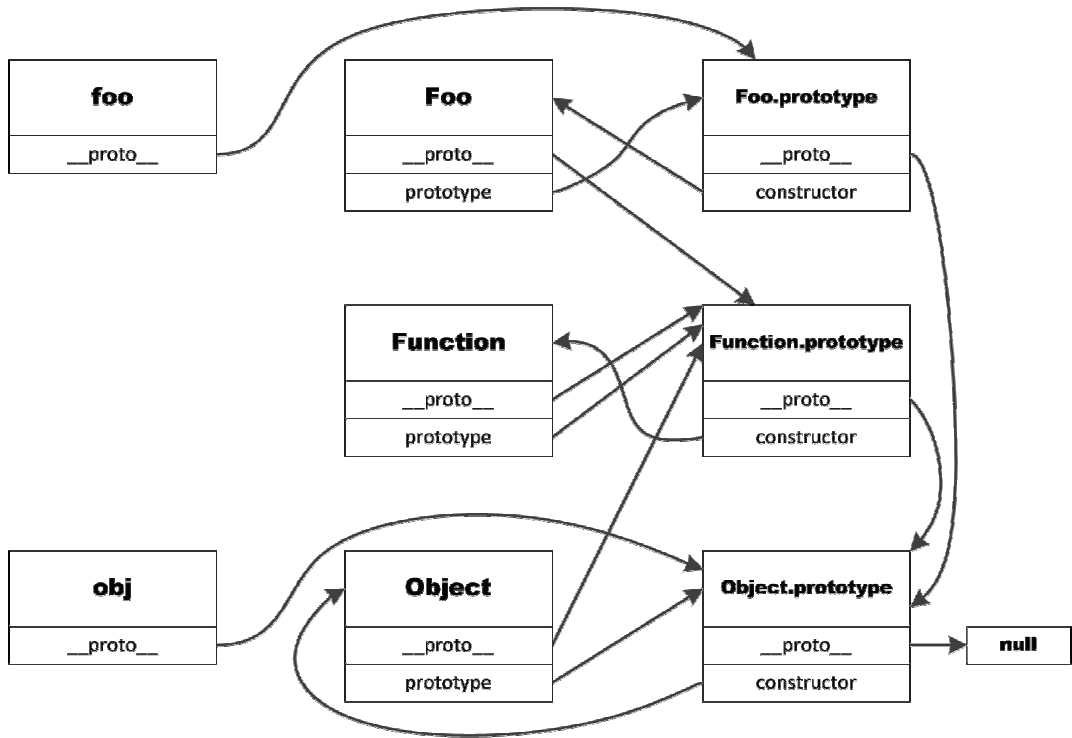 foo
__proto__
Foo
__proto__
prototype
Foo.prototype
__proto__
constructor
Function
__proto__
prototype
Function.prototype
__proto__
constructor
obj
__proto__
Object
__proto__
prototype
Object.prototype
__proto__
constructor
null